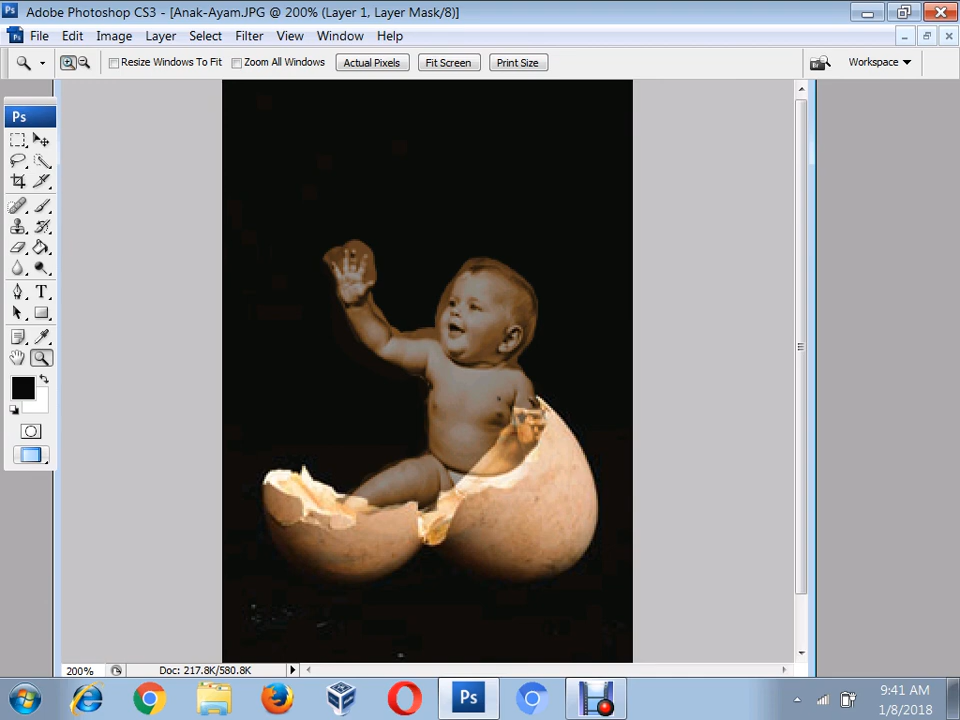 Ps Adobe Photoshop CS3 - [Anak-Ayam.JPG @ 200% (Layer 1, Layer Mask/8)]
Ps File Edit Image Layer Select Filter View Window Help
Resize Windows To Fit Zoom All Windows Actual Pixels Fit Screen Print Size Workspace
Ps
T
200% Doc: 217.8K/580.8K
Ps
9:41 AM
1/8/2018